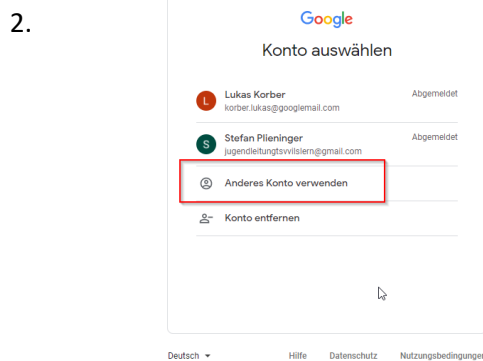 2.
Google
Konto auswählen
L
Lukas Korber
Abgemeldet
korber.lukas@googlemail.com
S
Stefan Plieninger
Abgemeldet
jugendleitungtsvvilslern@gmail.com
Anderes Konto verwenden
Konto entfernen
Deutsch
Hilfe
Datenschutz
Nutzungsbedingungen